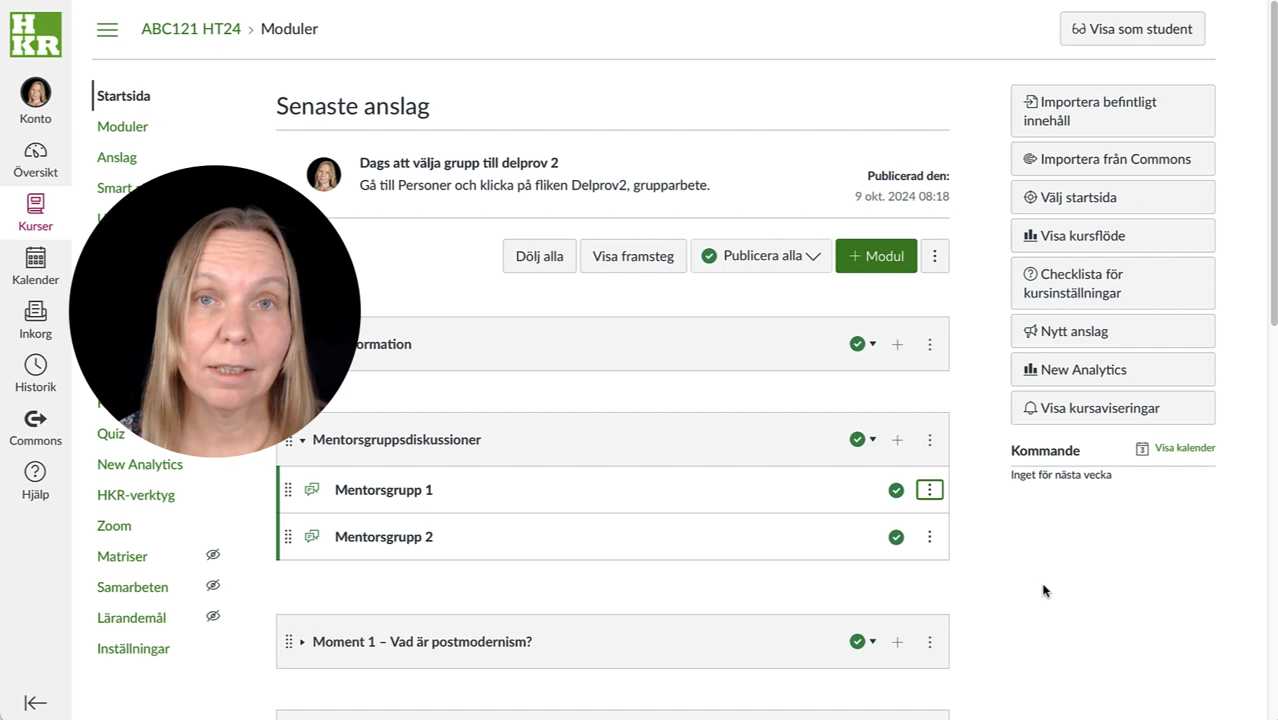 HKR
ABC121 HT24 › Moduler
Visa som student
Konto
Översikt
Kurser
Kalender
Inkorg
Historik
Commons
Hjälp
Startsida
Moduler
Anslag
Smart
Quiz
New Analytics
HKR-verktyg
Zoom
Matriser
Samarbeten
Lärandemål
Inställningar
Senaste anslag
Dags att välja grupp till delprov 2
Gå till Personer och klicka på fliken Delprov2, grupparbete.
Publicerad den:
9 okt. 2024 08:18
Dölj alla
Visa framsteg
Publicera alla
+ Modul
ormation
Mentorsgruppsdiskussioner
Mentorsgrupp 1
Mentorsgrupp 2
Moment 1 – Vad är postmodernism?
Importera befintligt
innehåll
Importera från Commons
Välj startsida
Visa kursflöde
Checklista för
kursinställningar
Nytt anslag
New Analytics
Visa kursaviseringar
Kommande
3 Visa kalender
Inget för nästa vecka